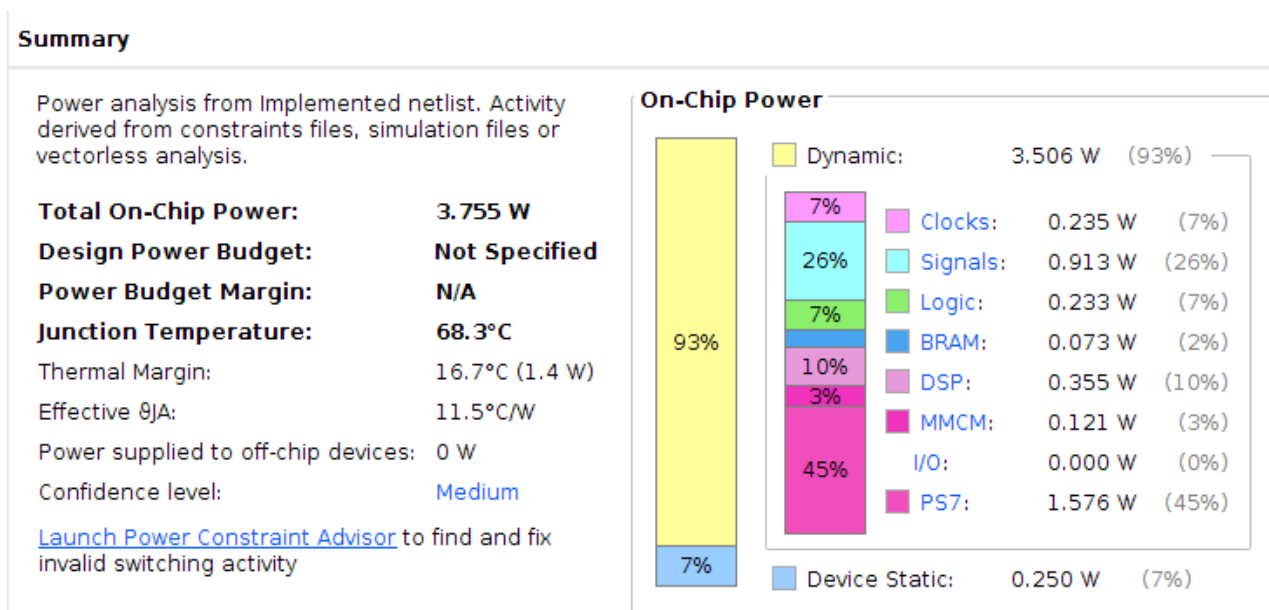 Summary
Power analysis from Implemented netlist. Activity
derived from constraints files, simulation files or
vectorless analysis.
Total On-Chip Power: 3.755 W
Design Power Budget: Not Specified
Power Budget Margin: N/A
Junction Temperature: 68.3°C
Thermal Margin: 16.7°C (1.4 W)
Effective ϑJA: 11.5°C/W
Power supplied to off-chip devices: 0 W
Confidence level: Medium
Launch Power Constraint Advisor to find and fix
invalid switching activity
On-Chip Power
93%
7%
Dynamic: 3.506 W (93%)
7%
26%
7%
10%
3%
45%
Clocks: 0.235 W (7%)
Signals: 0.913 W (26%)
Logic: 0.233 W (7%)
BRAM: 0.073 W (2%)
DSP: 0.355 W (10%)
MMCM: 0.121 W (3%)
I/O: 0.000 W (0%)
PS7: 1.576 W (45%)
Device Static: 0.250 W (7%)